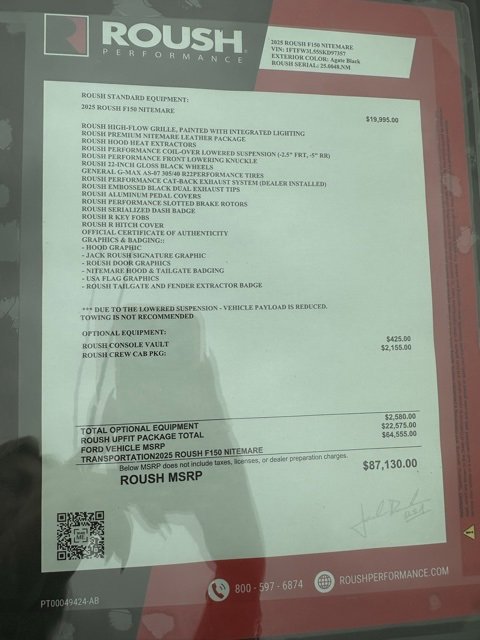 ROUSH
PERFORMANCE
2025 ROUSH F150 NITEMARE
VIN: 1FTFW3L55SKD97357
EXTERIOR COLOR: Agate Black
ROUSH SERIAL: 25.0048.NM
ROUSH STANDARD EQUIPMENT:
2025 ROUSH F150 NITEMARE $19,995.00
ROUSH HIGH-FLOW GRILLE, PAINTED WITH INTEGRATED LIGHTING
ROUSH PREMIUM NITEMARE LEATHER PACKAGE
ROUSH HOOD HEAT EXTRACTORS
ROUSH PERFORMANCE COIL-OVER LOWERED SUSPENSION (-2.5" FRT, -5" RR)
ROUSH PERFORMANCE FRONT LOWERING KNUCKLE
ROUSH 22-INCH GLOSS BLACK WHEELS
GENERAL G-MAX AS-07 305/40 R22PERFORMANCE TIRES
ROUSH PERFORMANCE CAT-BACK EXHAUST SYSTEM (DEALER INSTALLED)
ROUSH EMBOSSED BLACK DUAL EXHAUST TIPS
ROUSH ALUMINUM PEDAL COVERS
ROUSH PERFORMANCE SLOTTED BRAKE ROTORS
ROUSH SERIALIZED DASH BADGE
ROUSH R KEY FOBS
ROUSH R HITCH COVER
OFFICIAL CERTIFICATE OF AUTHENTICITY
GRAPHICS & BADGING::
- HOOD GRAPHIC
- JACK ROUSH SIGNATURE GRAPHIC
- ROUSH DOOR GRAPHICS
- NITEMARE HOOD & TAILGATE BADGING
- USA FLAG GRAPHICS
- ROUSH TAILGATE AND FENDER EXTRACTOR BADGE
*** DUE TO THE LOWERED SUSPENSION - VEHICLE PAYLOAD IS REDUCED.
TOWING IS NOT RECOMMENDED
OPTIONAL EQUIPMENT:
ROUSH CONSOLE VAULT $425.00
ROUSH CREW CAB PKG: $2,155.00
TOTAL OPTIONAL EQUIPMENT $2,580.00
ROUSH UPFIT PACKAGE TOTAL $22,575.00
FORD VEHICLE MSRP $64,555.00
TRANSPORTATION2025 ROUSH F150 NITEMARE
Below MSRP does not include taxes, licenses, or dealer preparation charges.
ROUSH MSRP $87,130.00
PT00049424-AB
800 - 597 - 6874
ROUSHPERFORMANCE.COM